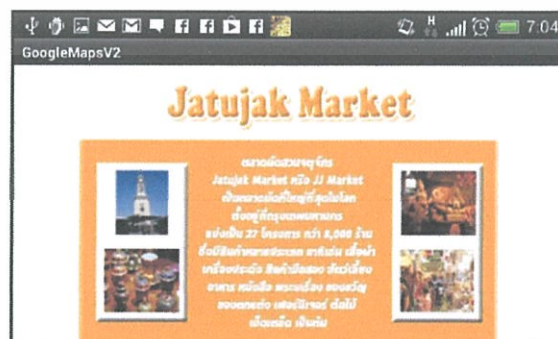 7:04
GoogleMapsV2
Jatujak Market
ตลาดนัดสวนจตุจักร
Jatujak Market หรือ JJ Market
เป็นตลาดนัดที่ใหญ่ที่สุดในโลก
ตั้งอยู่ที่กรุงเทพมหานคร
แบ่งเป็น 27 โครงการ กว่า 8,000 ร้าน
ซึ่งมีสินค้าหลายประเภท อาทิเช่น เสื้อผ้า
เครื่องประดับ สินค้ามือสอง สัตว์เลี้ยง
อาหาร หนังสือ พระเครื่อง ของขวัญ
ของตกแต่ง เฟอร์นิเจอร์ ต้นไม้
เบ็ดเตล็ด เป็นต้น